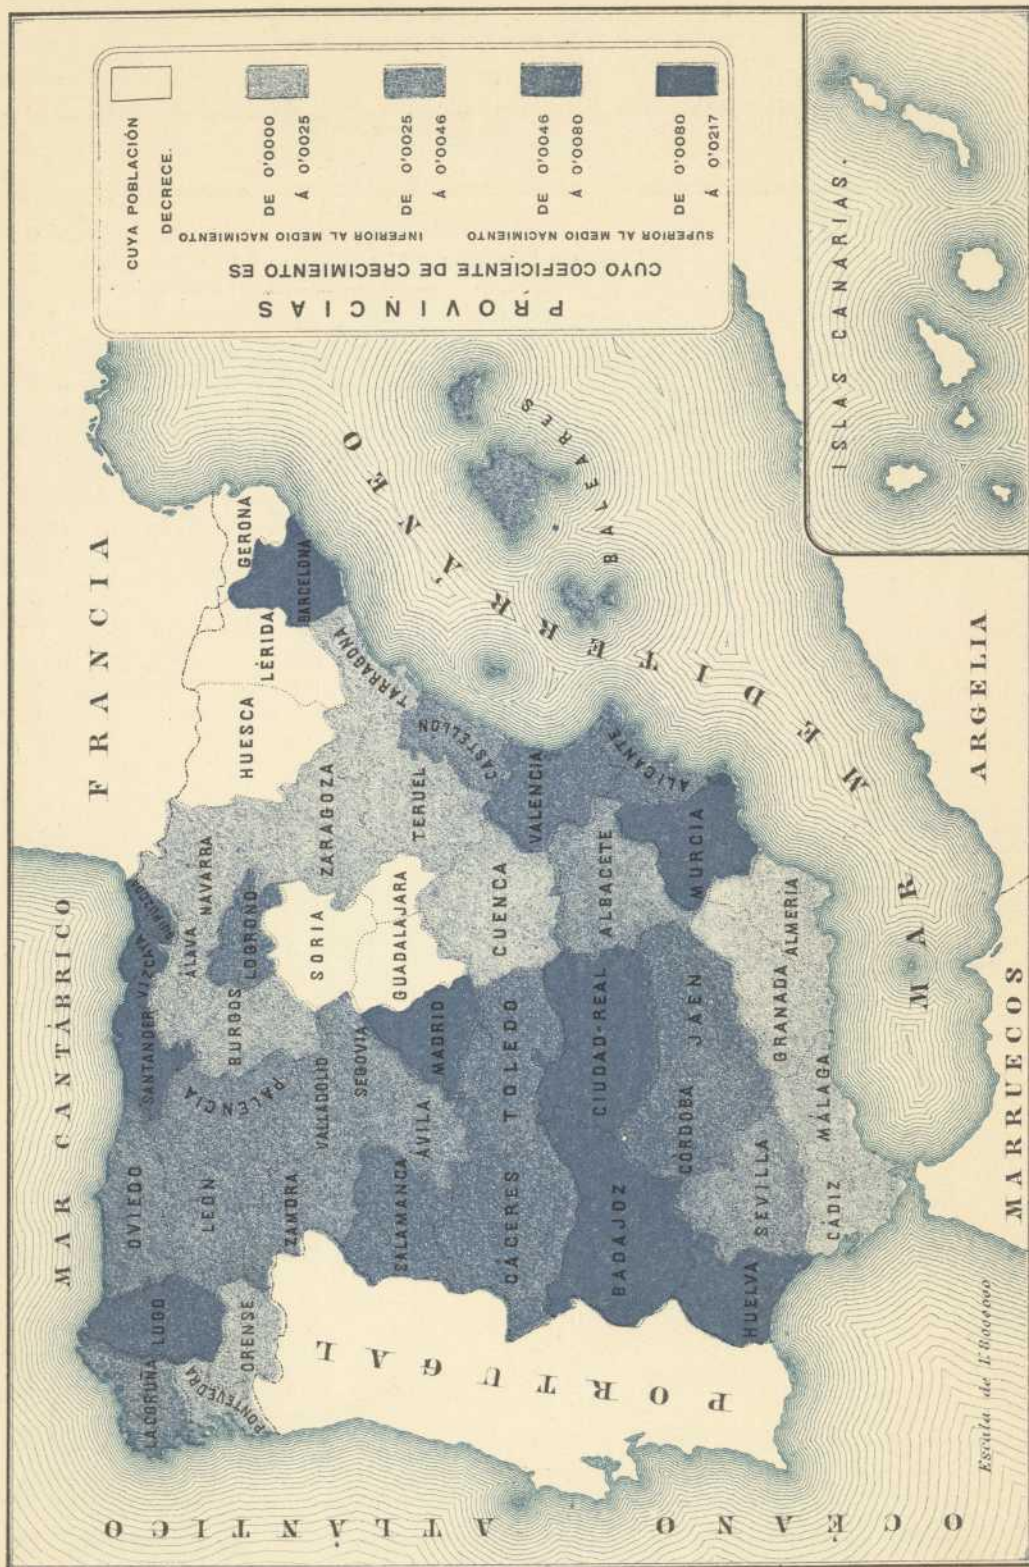 MAR CANTÁBRICO
FRANCIA
OCÉANO ATLÁNTICO
PORTUGAL
MAR MEDITERRÁNEO
MARRUECOS
ARGELIA
LA CORUÑA
LUGO
PONTEVEDRA
ORENSE
OVIEDO
LEÓN
ZAMORA
SANTANDER
VIZCAYA
ÁLAVA
NAVARRA
BURGOS
LOGROÑO
PALENCIA
VALLADOLID
SEGOVIA
SORIA
HUESCA
LÉRIDA
GERONA
BARCELONA
ZARAGOZA
TARRAGONA
SALAMANCA
ÁVILA
MADRID
GUADALAJARA
TERUEL
CASTELLÓN
CÁCERES
TOLEDO
CUENCA
VALENCIA
BADAJOZ
CIUDAD-REAL
ALBACETE
ALICANTE
HUELVA
SEVILLA
CÓRDOBA
JAÉN
MURCIA
CÁDIZ
MÁLAGA
GRANADA
ALMERIA
BALEARES
Escala de
PROVINCIAS
CUYO COEFICIENTE DE CRECIMIENTO ES
CUYA POBLACIÓN
DECRECE.
INFERIOR AL MEDIO NACIMIENTO
DE 0'0000
Á 0'0025
DE 0'0025
Á 0'0046
SUPERIOR AL MEDIO NACIMIENTO
DE 0'0046
Á 0'0080
DE 0'0080
Á 0'0217
ISLAS CANARIAS.